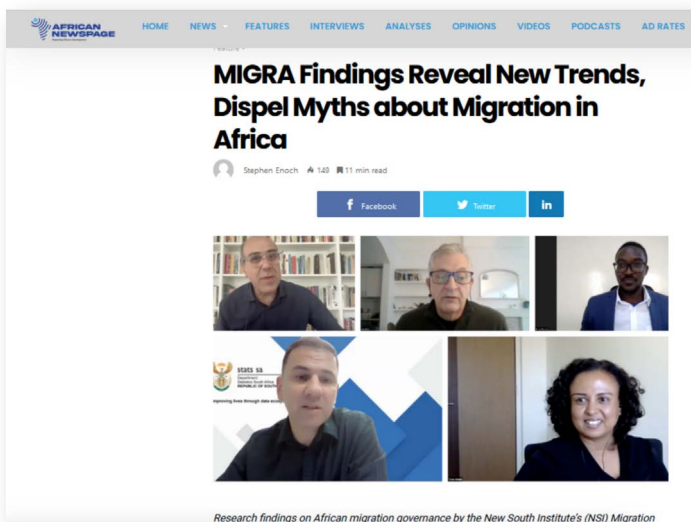 AFRICAN
NEWSPAGE
HOME NEWS FEATURES INTERVIEWS ANALYSES OPINIONS VIDEOS PODCASTS AD RATES
MIGRA Findings Reveal New Trends,
Dispel Myths about Migration in
Africa
Stephen Enoch 149 11 min read
f Facebook Twitter in
stats sa
Department
Statistics South Africa
REPUBLIC OF SOUTH
improving lives through data ecos
Research findings on African migration governance by the New South Institute's (NSI) Migration